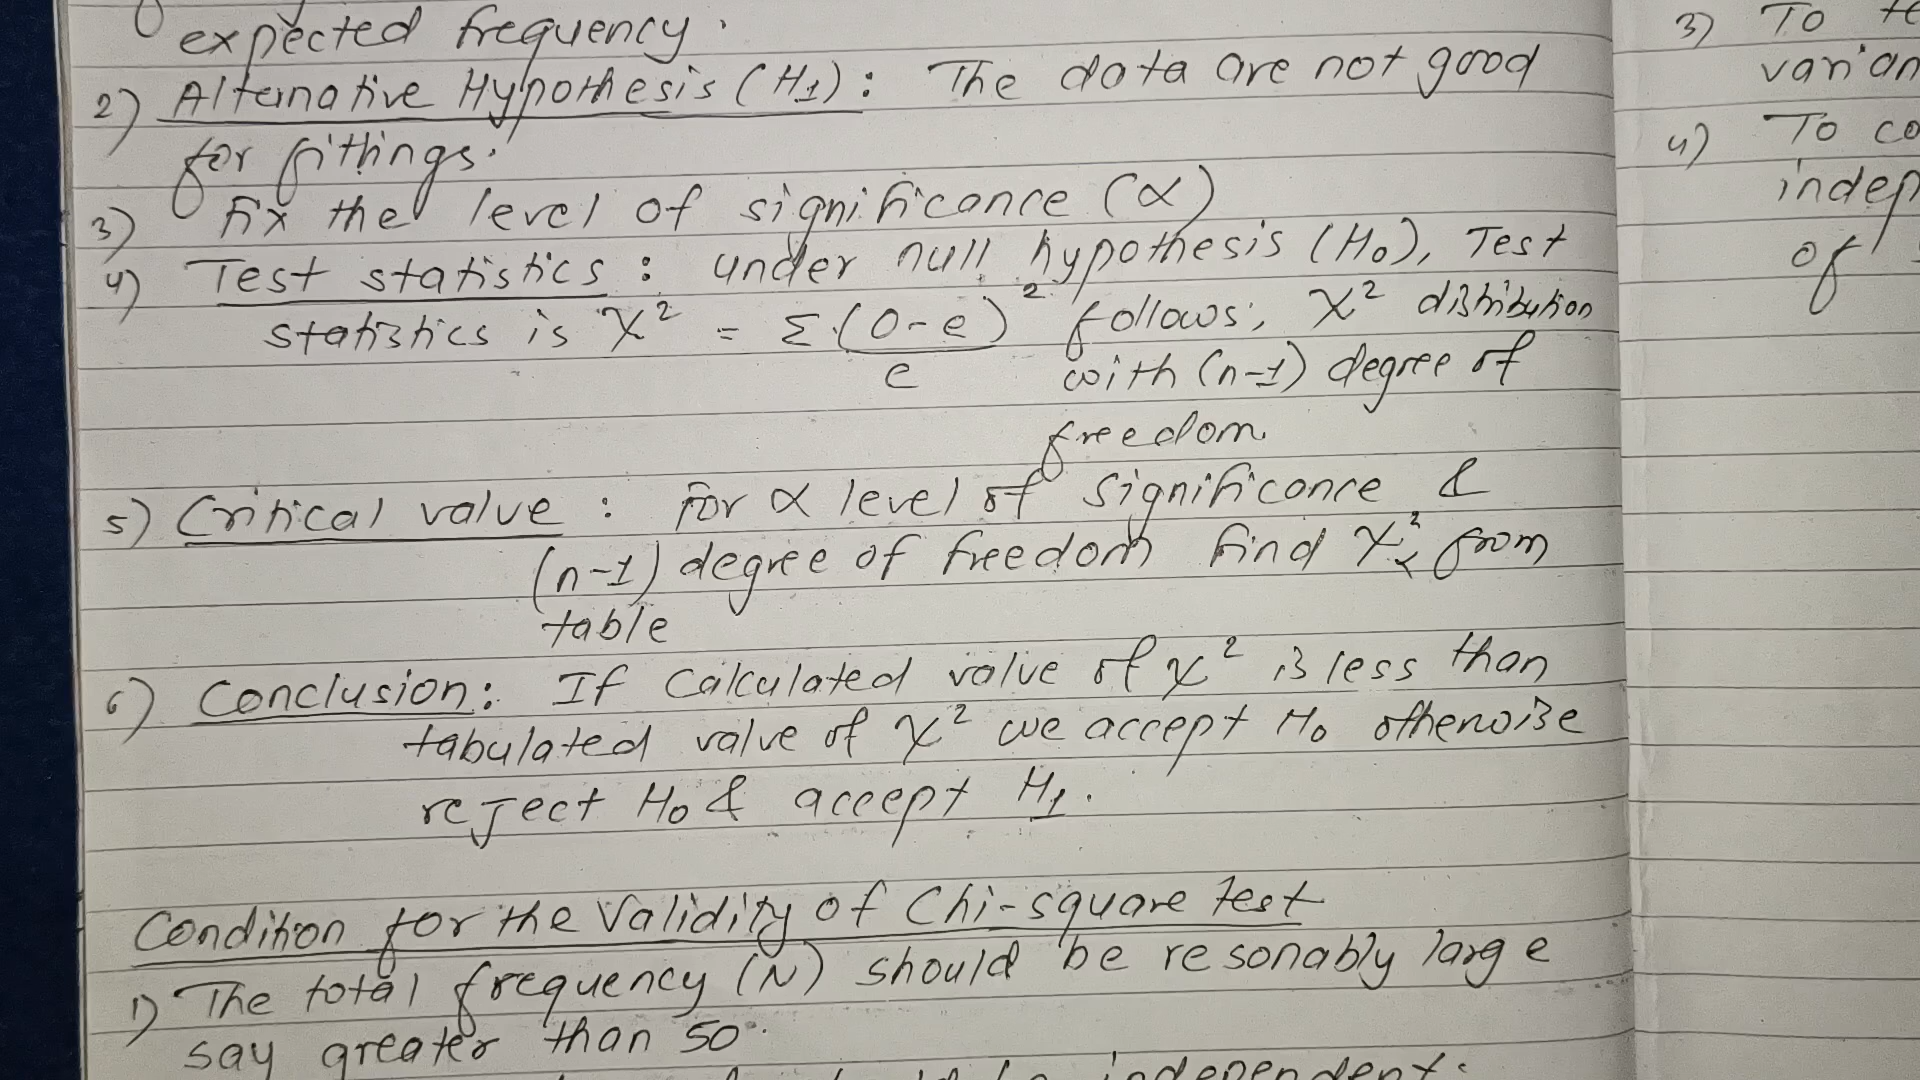 expected frequency.
2) Alternative Hypothesis (H1): The data are not good
for fittings.
3) Fix the level of significance (α)
4) Test statistics : under null hypothesis (H0), Test
statistics is χ² = Σ (O-e)²/e follows, χ² distribution
with (n-1) degree of
freedom.
5) Critical value : For α level of significance &
(n-1) degree of freedom find χ²α from
table
6) Conclusion: If Calculated value of χ² is less than
tabulated value of χ² we accept H0 otherwise
reject H0 & accept H1.
Condition for the Validity of Chi-square test
1) The total frequency (N) should be resonably large
say greater than 50.
independent.
3) To te
varian
4) To co
indep
of